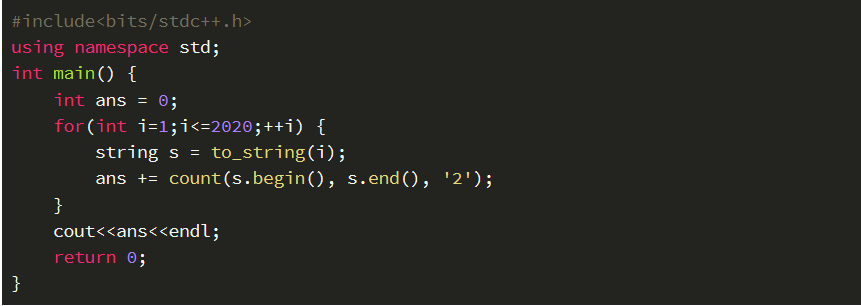 #include<bits/stdc++.h>
using namespace std;
int main() {
    int ans = 0;
    for(int i=1;i<=2020;++i) {
        string s = to_string(i);
        ans += count(s.begin(), s.end(), '2');
    }
    cout<<ans<<endl;
    return 0;
}